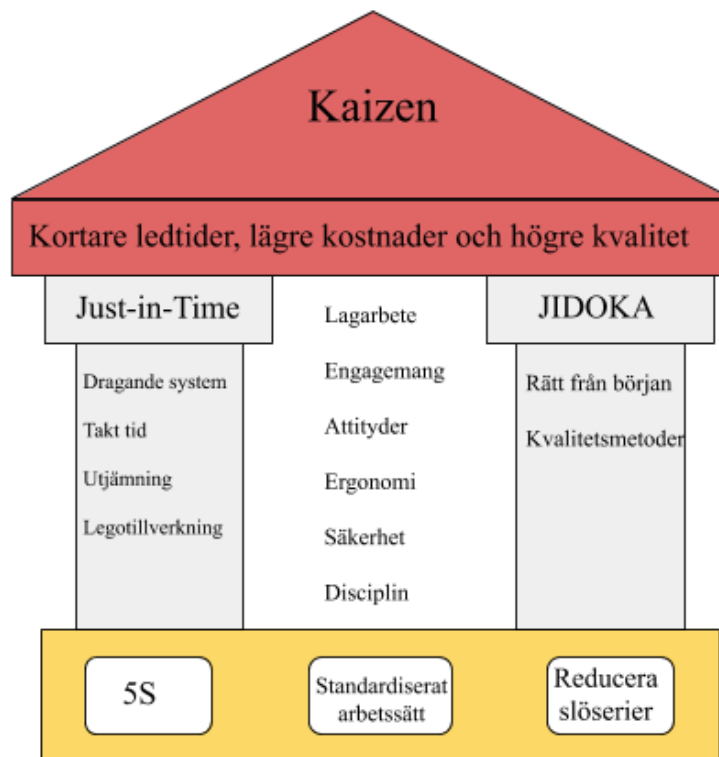 Kaizen
Kortare ledtider, lägre kostnader och högre kvalitet
Just-in-Time
Dragande system
Takt tid
Utjämning
Legotillverkning
Lagarbete
Engagemang
Attityder
Ergonomi
Säkerhet
Disciplin
JIDOKA
Rätt från början
Kvalitetsmetoder
5S
Standardiserat
arbetssätt
Reducera
slöserier